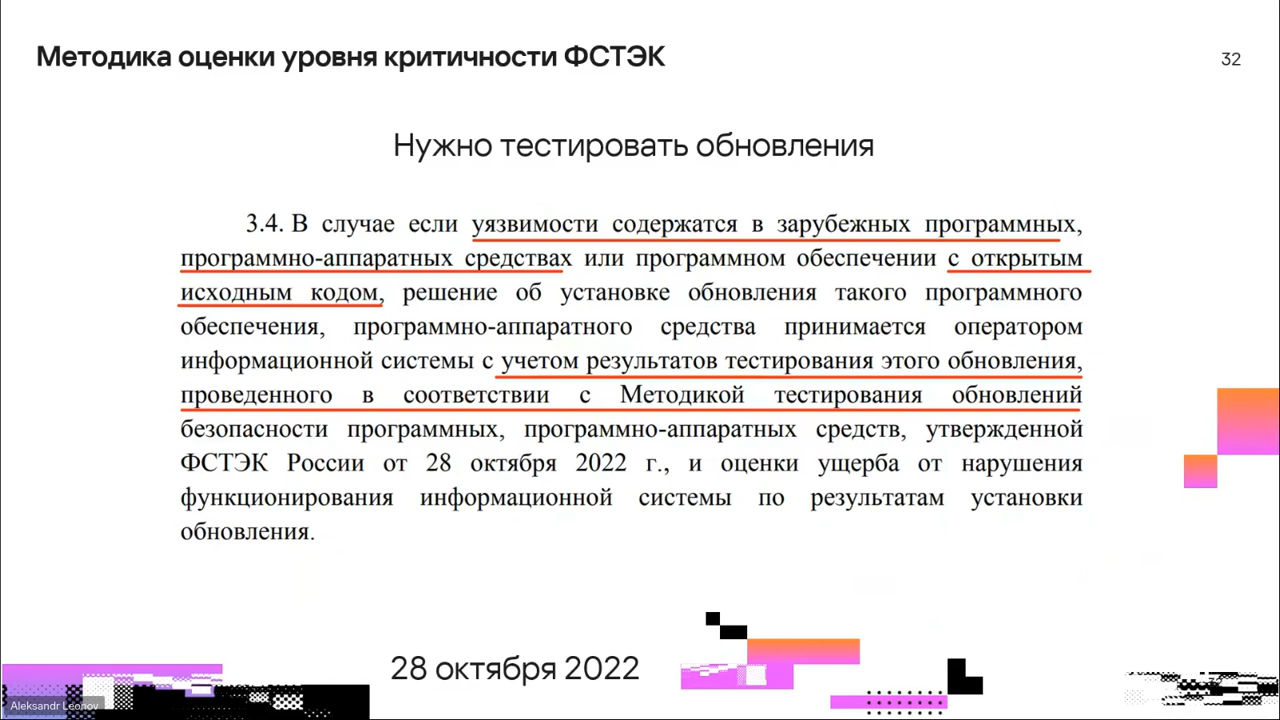 Методика оценки уровня критичности ФСТЭК
32
Нужно тестировать обновления
3.4. В случае если уязвимости содержатся в зарубежных программных,
программно-аппаратных средствах или программном обеспечении с открытым
исходным кодом, решение об установке обновления такого программного
обеспечения, программно-аппаратного средства принимается оператором
информационной системы с учетом результатов тестирования этого обновления,
проведенного в соответствии с Методикой тестирования обновлений
безопасности программных, программно-аппаратных средств, утвержденной
ФСТЭК России от 28 октября 2022 г., и оценки ущерба от нарушения
функционирования информационной системы по результатам установки
обновления.
28 октября 2022
Aleksandr Leonov